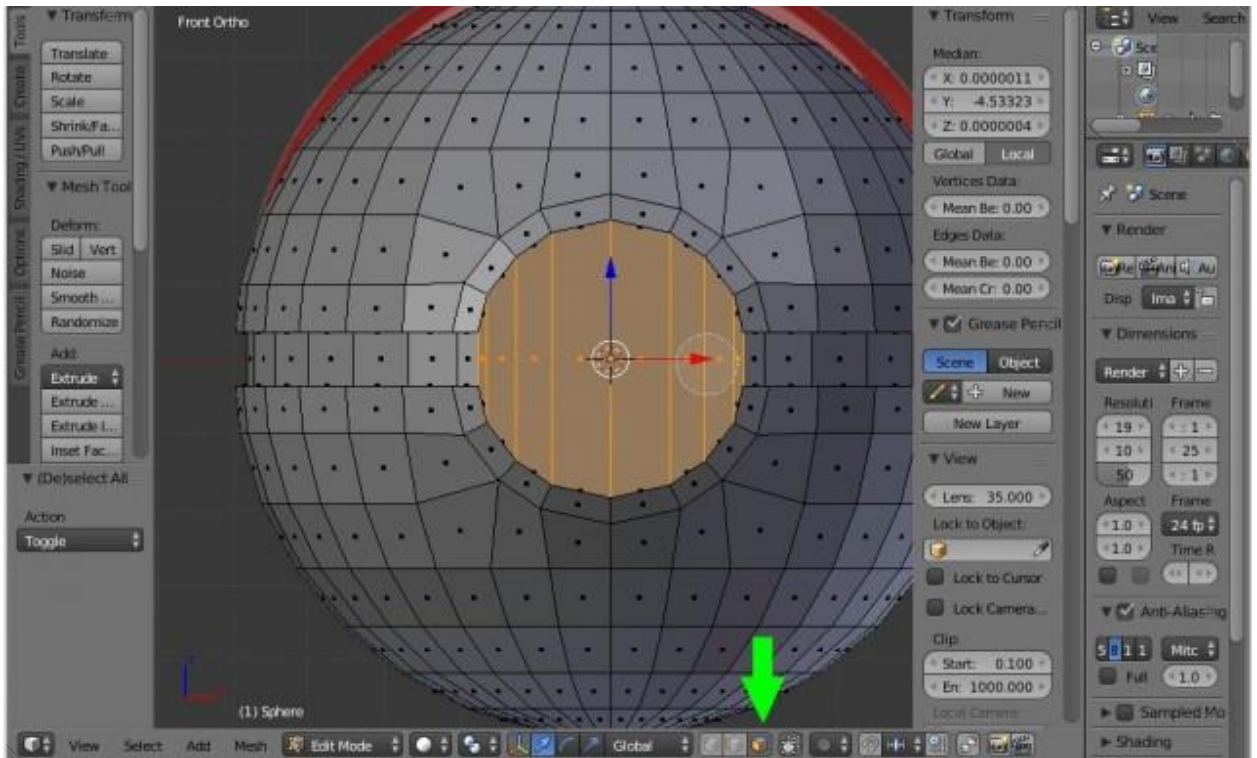 Tools
Create
Shading / UVs
Options
Grease Pencil
Transform
Translate
Rotate
Scale
Shrink/Fa...
Push/Pull
Mesh Tool
Deform:
Slid Vert
Noise
Smooth ...
Randomize
Add:
Extrude
Extrude ...
Extrude I...
Inset Fac...
(De)select All
Action
Toggle
Front Ortho
(1) Sphere
View Select Add Mesh Edit Mode Global
Transform
Median:
X: 0.0000011
Y: -4.53323
Z: 0.0000004
Global Local
Vertices Data:
Mean Be: 0.00
Edges Data:
Mean Be: 0.00
Mean Cr: 0.00
Grease Pencil
Scene Object
New
New Layer
View
Lens: 35.000
Lock to Object:
Lock to Cursor
Lock Camera...
Clip:
Start: 0.100
En: 1000.000
Local Camera:
View Search
Sce
Scene
Render
Re Ani Au
Disp Ima
Dimensions
Render
Resoluti Frame
19 : 1
10 25
50 : 1
Aspect Frame
1.0 24 fp
1.0 Time R
Anti-Aliasing
5 8 1 1 Mitc
Full 1.0
Sampled Mo
Shading